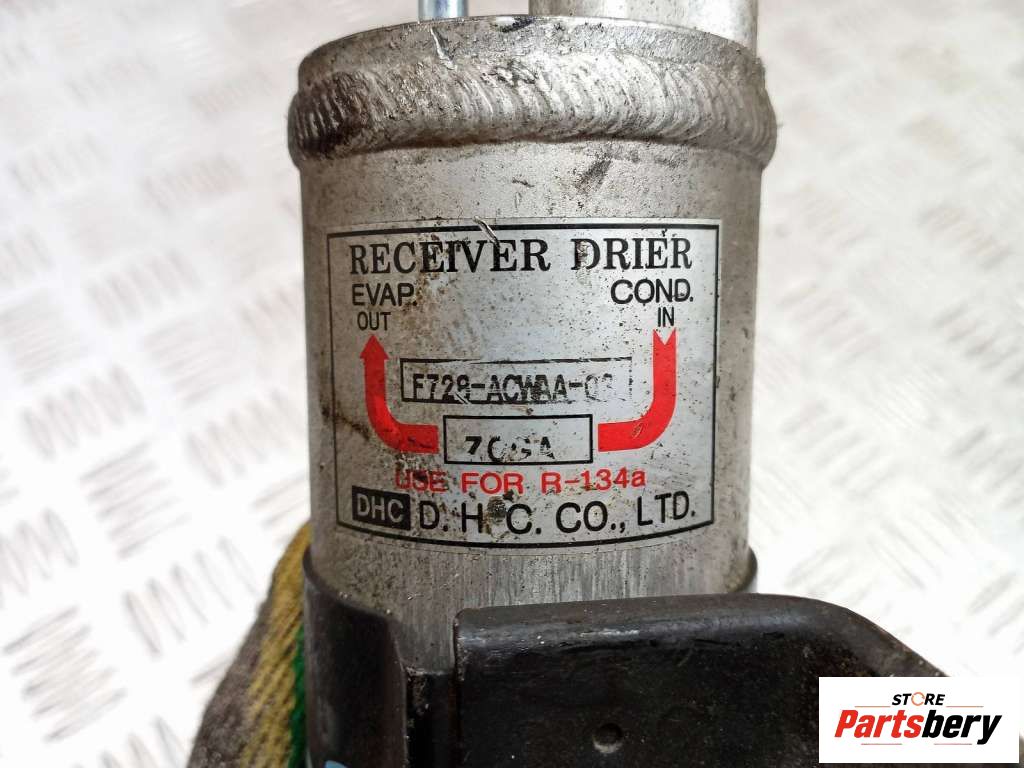 RECEIVER DRIER
EVAP. COND.
OUT IN
USE FOR R-134a
DHC D. H. C. CO., LTD.
STORE
Partsbery